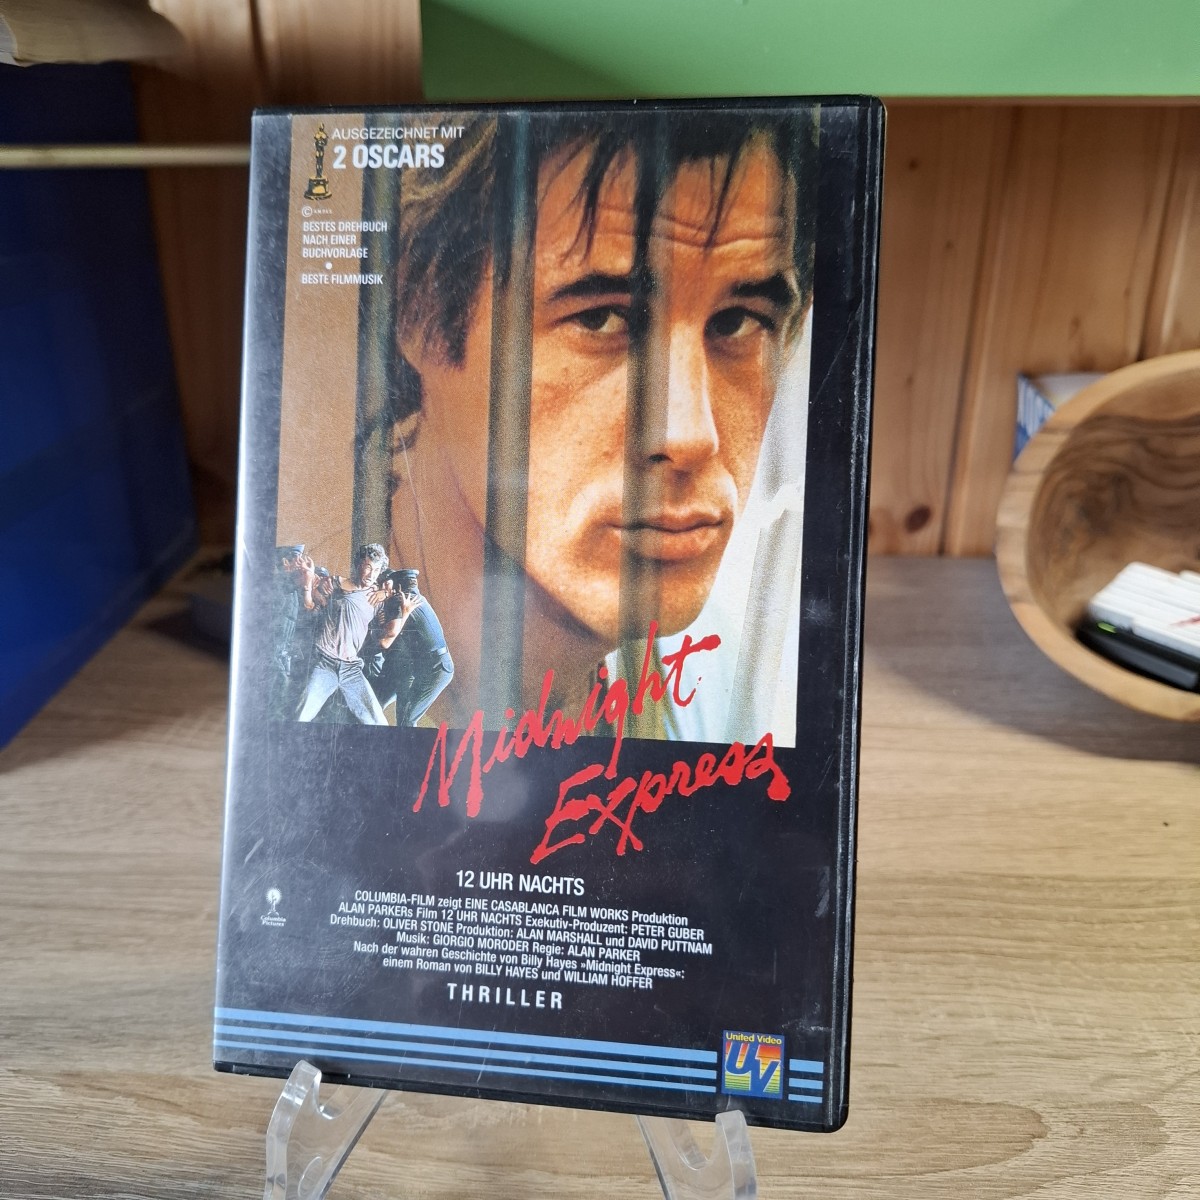 AUSGEZEICHNET MIT
2 OSCARS
BESTES DREHBUCH
NACH EINER
BUCHVORLAGE
•
BESTE FILMMUSIK
Midnight
Express
12 UHR NACHTS
COLUMBIA-FILM zeigt EINE CASABLANCA FILM WORKS Produktion
ALAN PARKERs Film 12 UHR NACHTS Exekutiv-Produzent: PETER GUBER
Drehbuch: OLIVER STONE Produktion: ALAN MARSHALL und DAVID PUTTNAM
Musik: GIORGIO MORODER Regie: ALAN PARKER
Nach der wahren Geschichte von Billy Hayes »Midnight Express«:
einem Roman von BILLY HAYES und WILLIAM HOFFER
THRILLER
Columbia
Pictures
United Video
UV